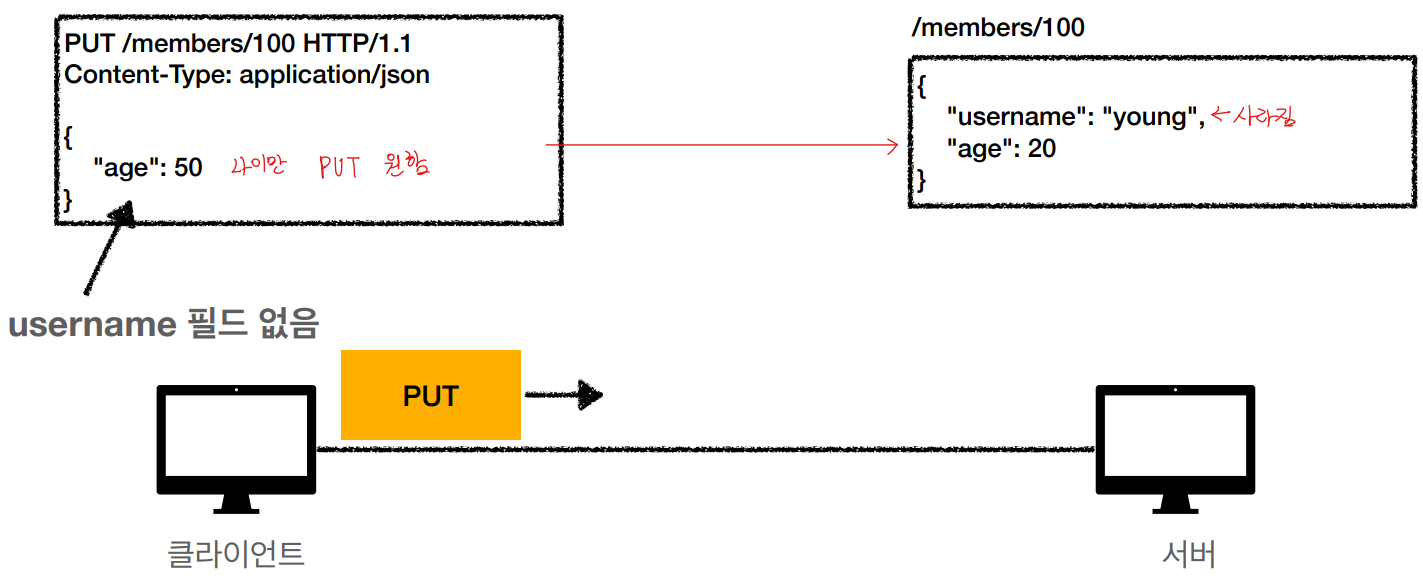 PUT /members/100 HTTP/1.1
Content-Type: application/json
{
"age": 50 나이만 PUT 원함
}
username 필드 없음
/members/100
{
"username": "young", ← 사라짐
"age": 20
}
PUT
클라이언트
서버